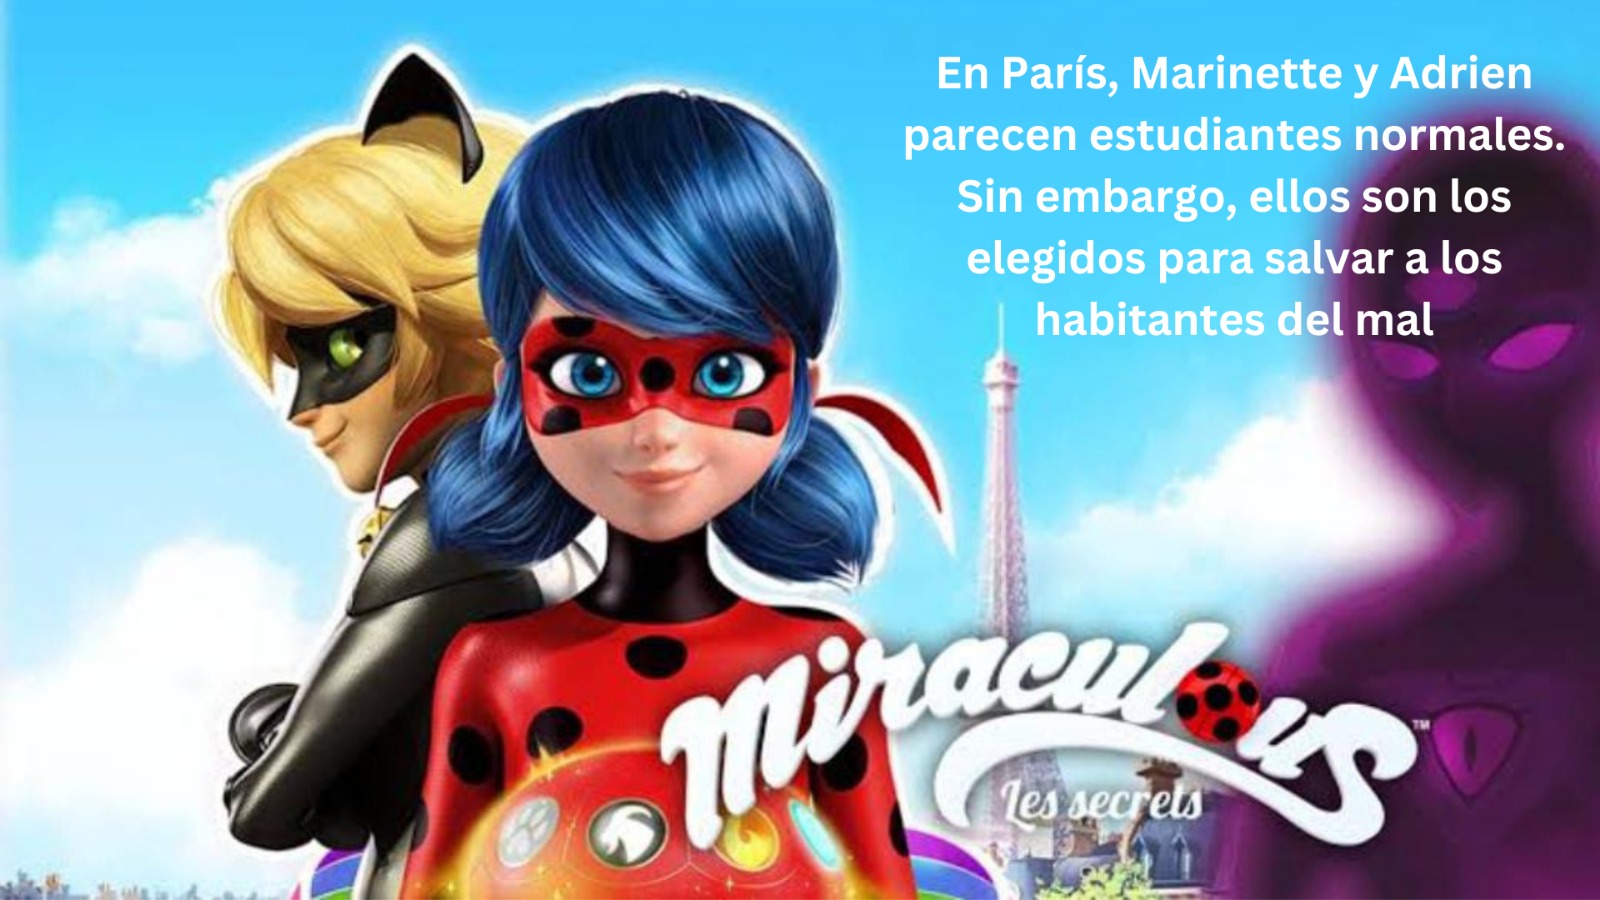 En París, Marinette y Adrien
parecen estudiantes normales.
Sin embargo, ellos son los
elegidos para salvar a los
habitantes del mal
Miraculous™
Les secrets